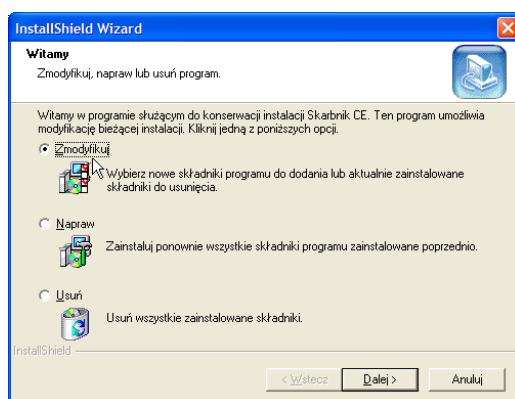 InstallShield Wizard
Witamy
Zmodyfikuj, napraw lub usuń program.
Witamy w programie służącym do konserwacji instalacji Skarbnik CE. Ten program umożliwia
modyfikację bieżącej instalacji. Kliknij jedną z poniższych opcji.
Zmodyfikuj
Wybierz nowe składniki programu do dodania lub aktualnie zainstalowane
składniki do usunięcia.
Napraw
Zainstaluj ponownie wszystkie składniki programu zainstalowane poprzednio.
Usuń
Usuń wszystkie zainstalowane składniki.
InstallShield
< Wstecz Dalej > Anuluj